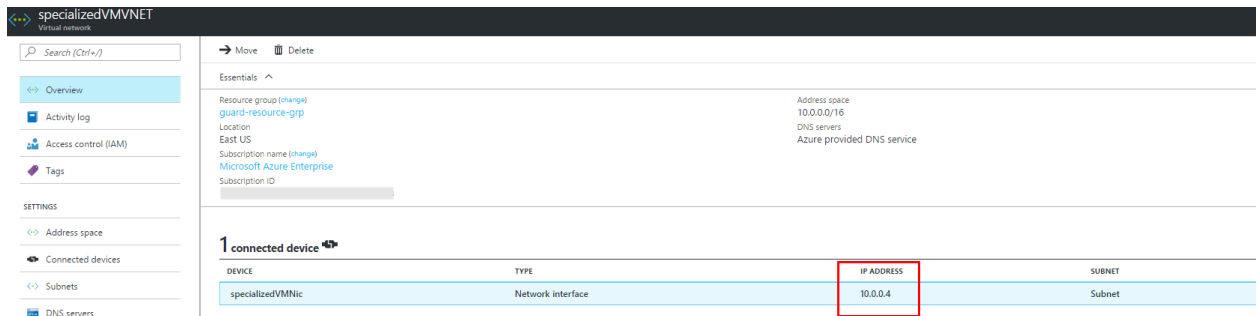 specializedVMVNET
Virtual network
Search (Ctrl+/)
Overview
Activity log
Access control (IAM)
Tags
SETTINGS
Address space
Connected devices
Subnets
DNS servers
Move Delete
Essentials
Resource group (change)
guard-resource-grp
Location
East US
Subscription name (change)
Microsoft Azure Enterprise
Subscription ID
Address space
10.0.0.0/16
DNS servers
Azure provided DNS service
1 connected device
DEVICE TYPE IP ADDRESS SUBNET
specializedVMNic Network interface 10.0.0.4 Subnet